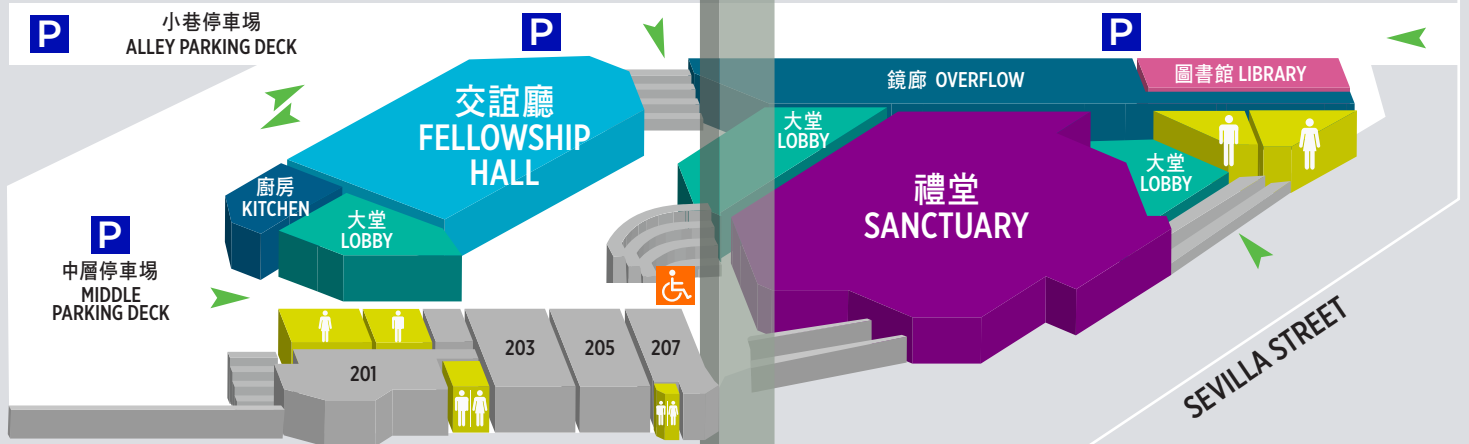 P
小巷停車場
ALLEY PARKING DECK
P
P
交誼廳
FELLOWSHIP
HALL
鏡廊 OVERFLOW
圖書館 LIBRARY
大堂
LOBBY
大堂
LOBBY
廚房
KITCHEN
大堂
LOBBY
禮堂
SANCTUARY
P
中層停車場
MIDDLE
PARKING DECK
201
203
205
207
SEVILLA STREET